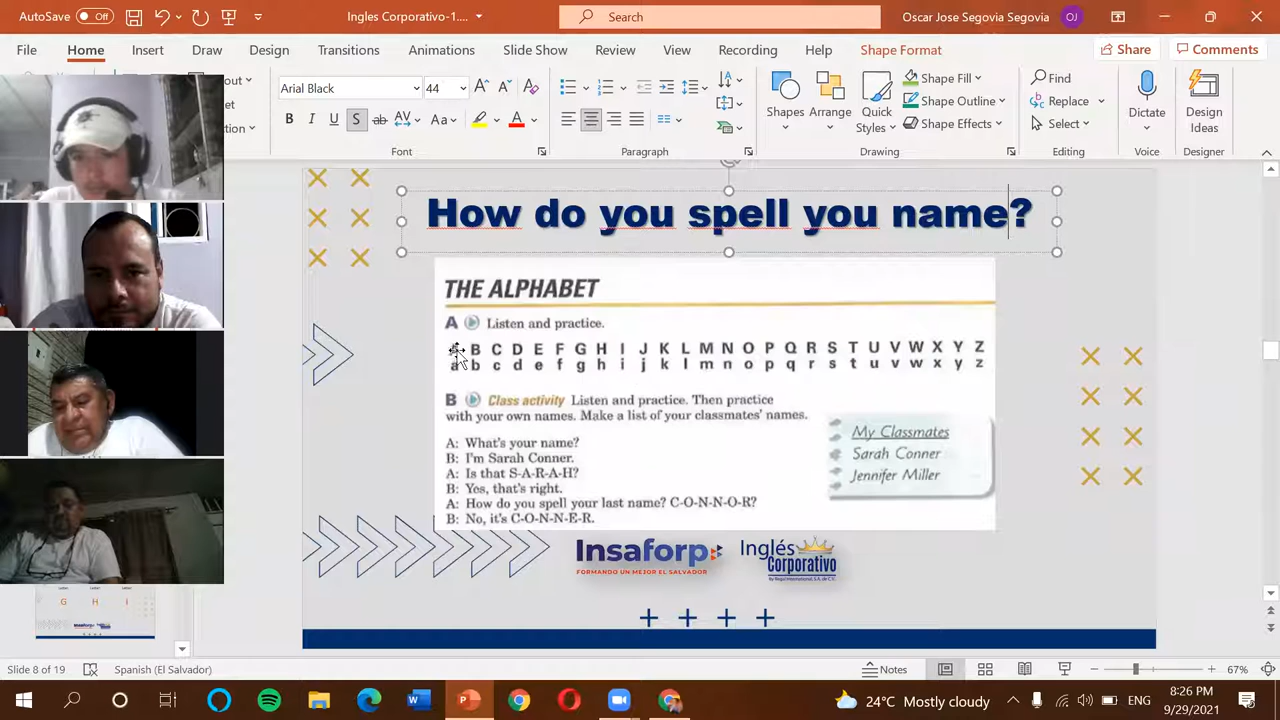 AutoSave Off Ingles Corporativo-1.... Search Oscar Jose Segovia Segovia OJ
File Home Insert Draw Design Transitions Animations Slide Show Review View Recording Help Shape Format Share Comments
Arial Black 44 Shapes Arrange Quick Styles Shape Fill Shape Outline Shape Effects Find Replace Select Dictate Design Ideas
Font Paragraph Drawing Editing Voice Designer
How do you spell you name?
THE ALPHABET
A Listen and practice.
A B C D E F G H I J K L M N O P Q R S T U V W X Y Z
a b c d e f g h i j k l m n o p q r s t u v w x y z
B Class activity Listen and practice. Then practice
with your own names. Make a list of your classmates' names.
A: What's your name?
B: I'm Sarah Conner.
A: Is that S-A-R-A-H?
B: Yes, that's right.
A: How do you spell your last name? C-O-N-N-O-R?
B: No, it's C-O-N-N-E-R.
My Classmates
Sarah Conner
Jennifer Miller
Insaforp
FORMANDO UN MEJOR EL SALVADOR
Inglés
Corporativo
G H I
Slide 8 of 19 Spanish (El Salvador) Notes 67%
24°C Mostly cloudy ENG 8:26 PM
9/29/2021